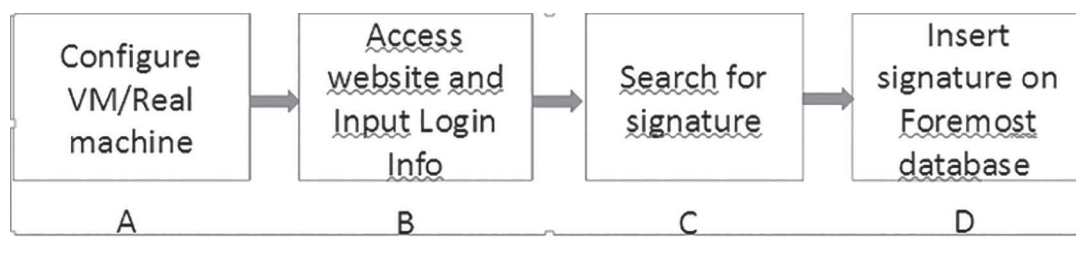 Configure
VM/Real
machine
Access
website and
Input Login
Info
Search for
signature
Insert
signature on
Foremost
database
A
B
C
D